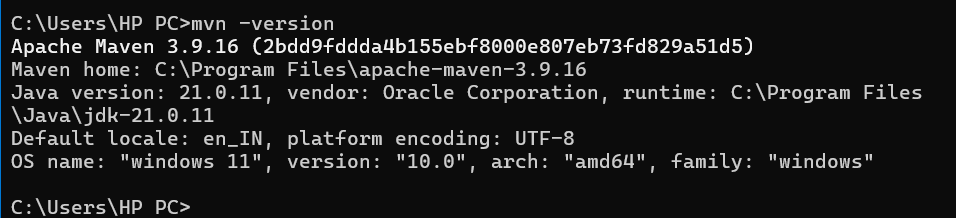 C:\Users\HP PC>mvn -version
Apache Maven 3.9.16 (2bdd9fddda4b155ebf8000e807eb73fd829a51d5)
Maven home: C:\Program Files\apache-maven-3.9.16
Java version: 21.0.11, vendor: Oracle Corporation, runtime: C:\Program Files
\Java\jdk-21.0.11
Default locale: en_IN, platform encoding: UTF-8
OS name: "windows 11", version: "10.0", arch: "amd64", family: "windows"
C:\Users\HP PC>